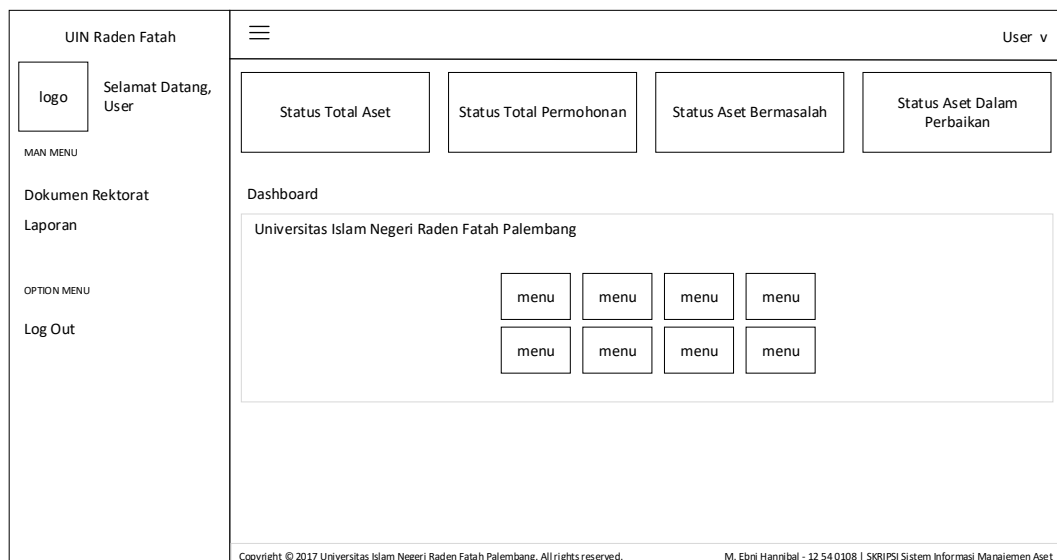 UIN Raden Fatah
logo
Selamat Datang,
User
MAN MENU
Dokumen Rektorat
Laporan
OPTION MENU
Log Out
User v
Status Total Aset
Status Total Permohonan
Status Aset Bermasalah
Status Aset Dalam
Perbaikan
Dashboard
Universitas Islam Negeri Raden Fatah Palembang
menu menu menu menu
menu menu menu menu
Copyright © 2017 Universitas Islam Negeri Raden Fatah Palembang. All rights reserved.
M. Ebni Hannibal - 12 54 0108 | SKRIPSI Sistem Informasi Manajemen Aset